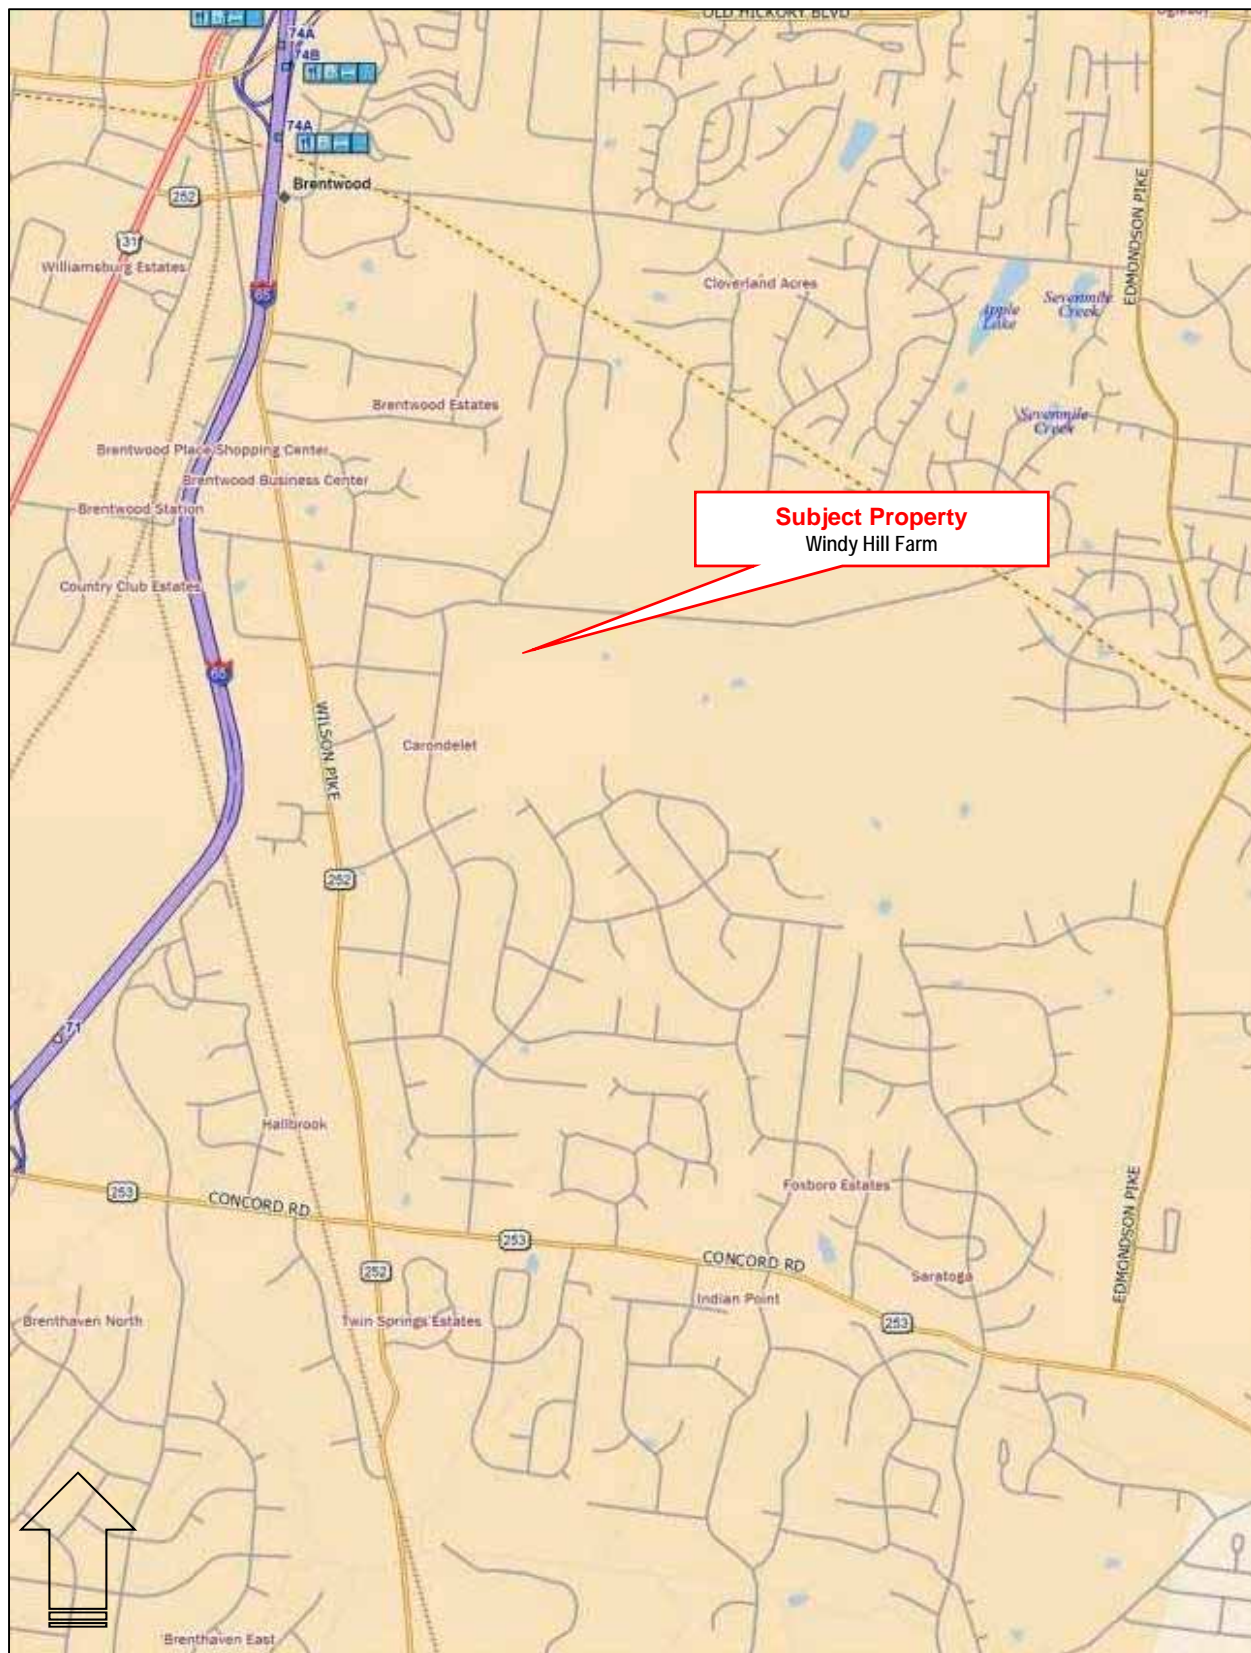 OLD HICKORY BLVD
74A
74B
74A
Brentwood
252
EDMONDSON PIKE
31
Williamsburg Estates
Cloverland Acres
65
Apple
Lake
Sevenmile
Creek
Brentwood Estates
Sevenmile
Creek
Brentwood Place Shopping Center
Brentwood Business Center
Brentwood Station
Subject Property
Windy Hill Farm
Country Club Estates
65
WILSON PIKE
Carondelet
252
71
Hallbrook
253
CONCORD RD
Foxboro Estates
EDMONDSON PIKE
253
CONCORD RD
252
Saratoga
Indian Point
Brenthaven North
Twin Springs Estates
253
Brenthaven East